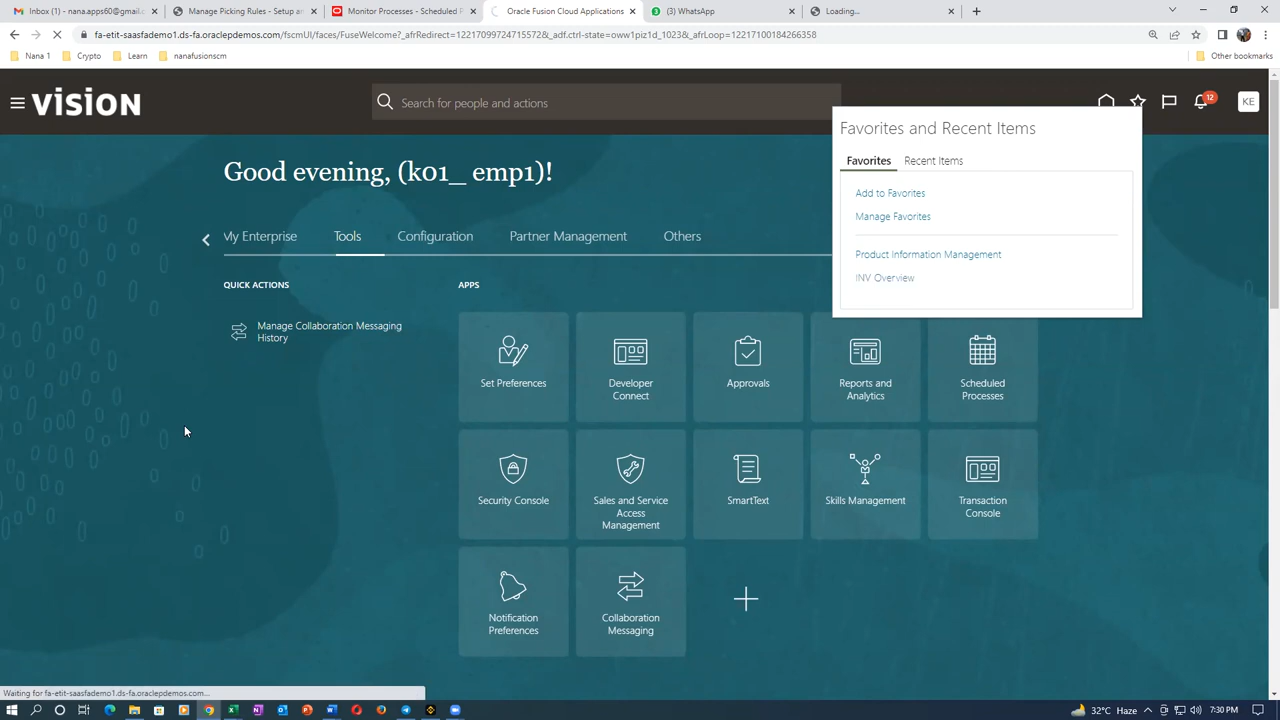 Inbox (1) - nana.apps60@gmail.co
Manage Picking Rules - Setup an
Monitor Processes - Scheduled P
Oracle Fusion Cloud Applications
(3) WhatsApp
Loading...
fa-etit-saasfademo1.ds-fa.oraclepdemos.com/fscmUI/faces/FuseWelcome?_afrRedirect=12217099724715572&_adf.ctrl-state=oww1piz1d_1023&_afrLoop=12217100184266358
Nana 1
Crypto
Learn
nanafusionscm
Other bookmarks
VISION
Search for people and actions
12
KE
Favorites and Recent Items
Favorites
Recent Items
Add to Favorites
Manage Favorites
Product Information Management
INV Overview
Good evening, (k01_ emp1)!
My Enterprise
Tools
Configuration
Partner Management
Others
QUICK ACTIONS
APPS
Manage Collaboration Messaging
History
Set Preferences
Developer
Connect
Approvals
Reports and
Analytics
Scheduled
Processes
Security Console
Sales and Service
Access
Management
SmartText
Skills Management
Transaction
Console
Notification
Preferences
Collaboration
Messaging
Waiting for fa-etit-saasfademo1.ds-fa.oraclepdemos.com...
32°C Haze
7:30 PM